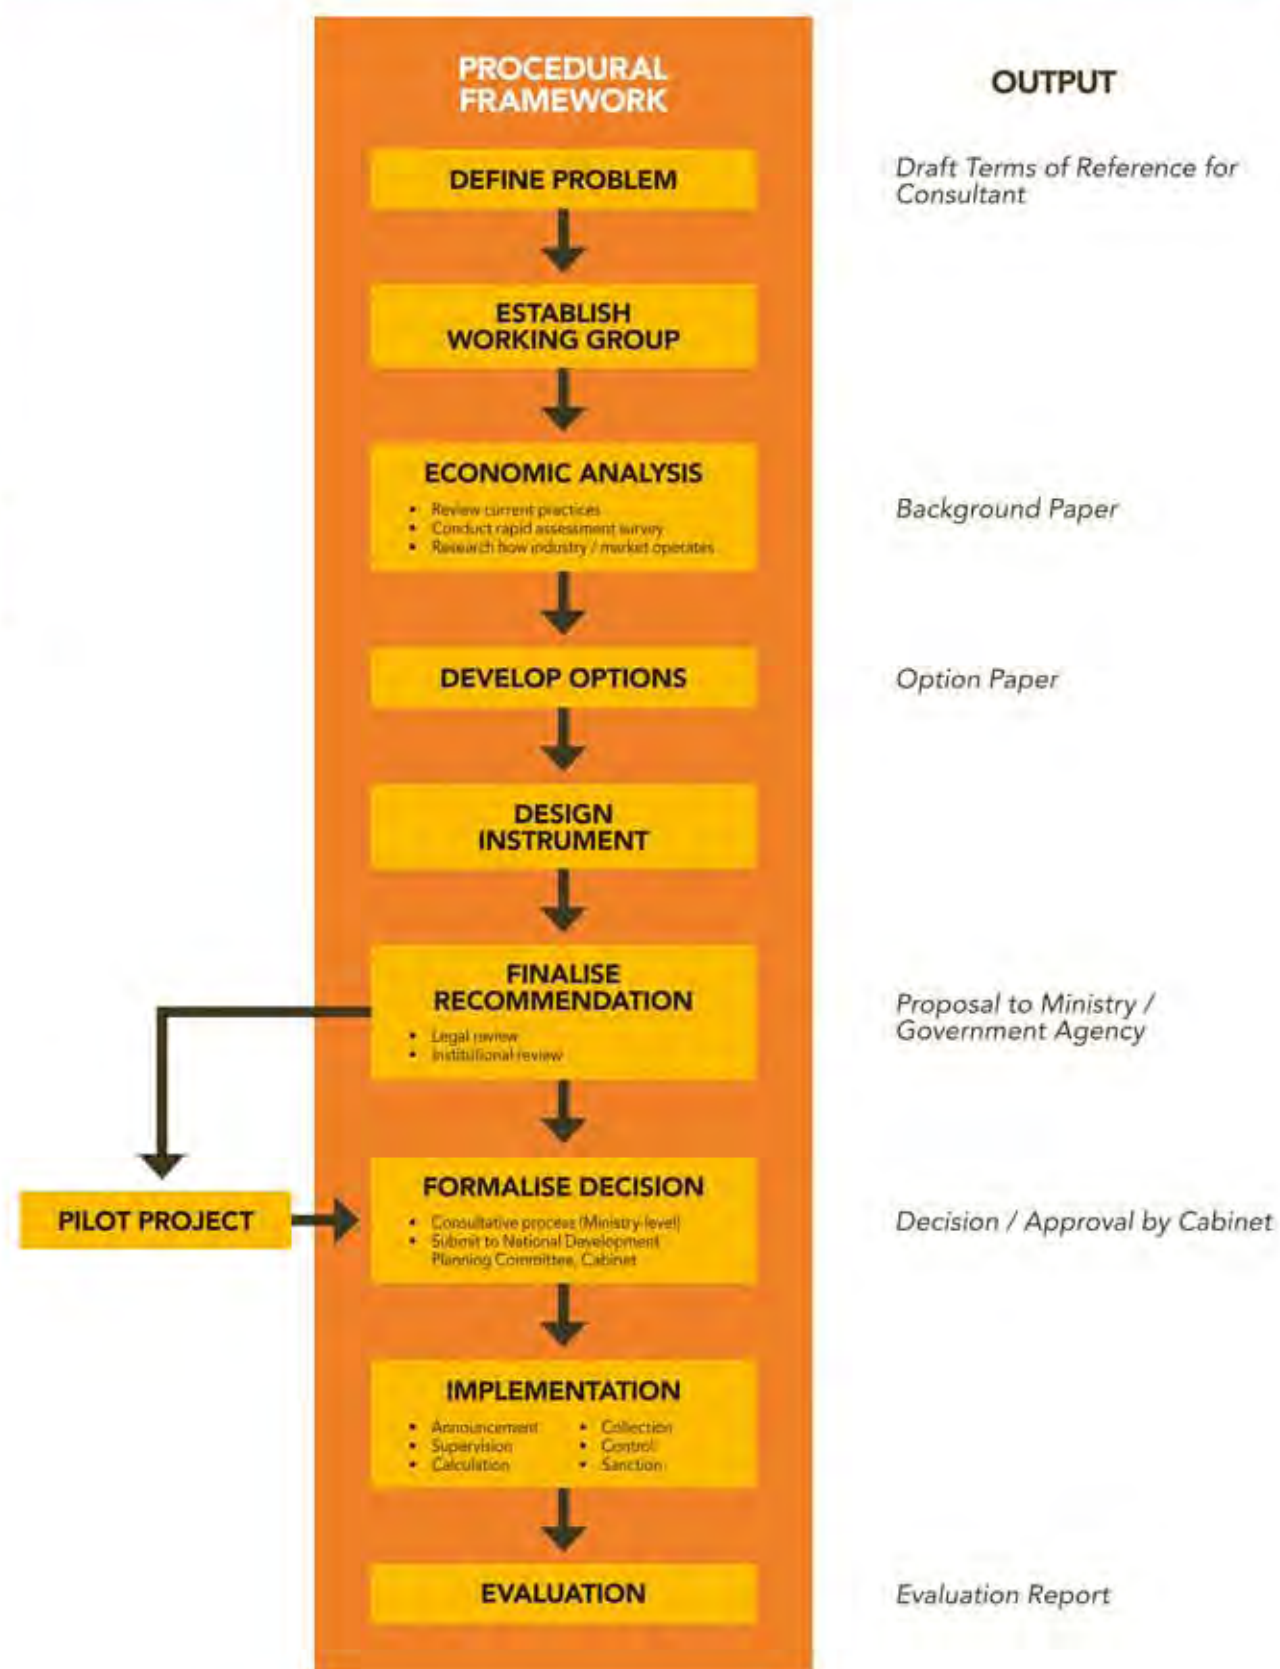 PROCEDURAL
FRAMEWORK
OUTPUT
DEFINE PROBLEM
Draft Terms of Reference for
Consultant
ESTABLISH
WORKING GROUP
ECONOMIC ANALYSIS
• Review current practices
• Conduct rapid assessment survey
• Research how industry / market operates
Background Paper
DEVELOP OPTIONS
Option Paper
DESIGN
INSTRUMENT
FINALISE
RECOMMENDATION
• Legal review
• Institutional review
Proposal to Ministry /
Government Agency
PILOT PROJECT
FORMALISE DECISION
• Consultative process (Ministry-level)
• Submit to National Development
Planning Committee, Cabinet
Decision / Approval by Cabinet
IMPLEMENTATION
• Announcement
• Supervision
• Calculation
• Collection
• Control
• Sanction
EVALUATION
Evaluation Report